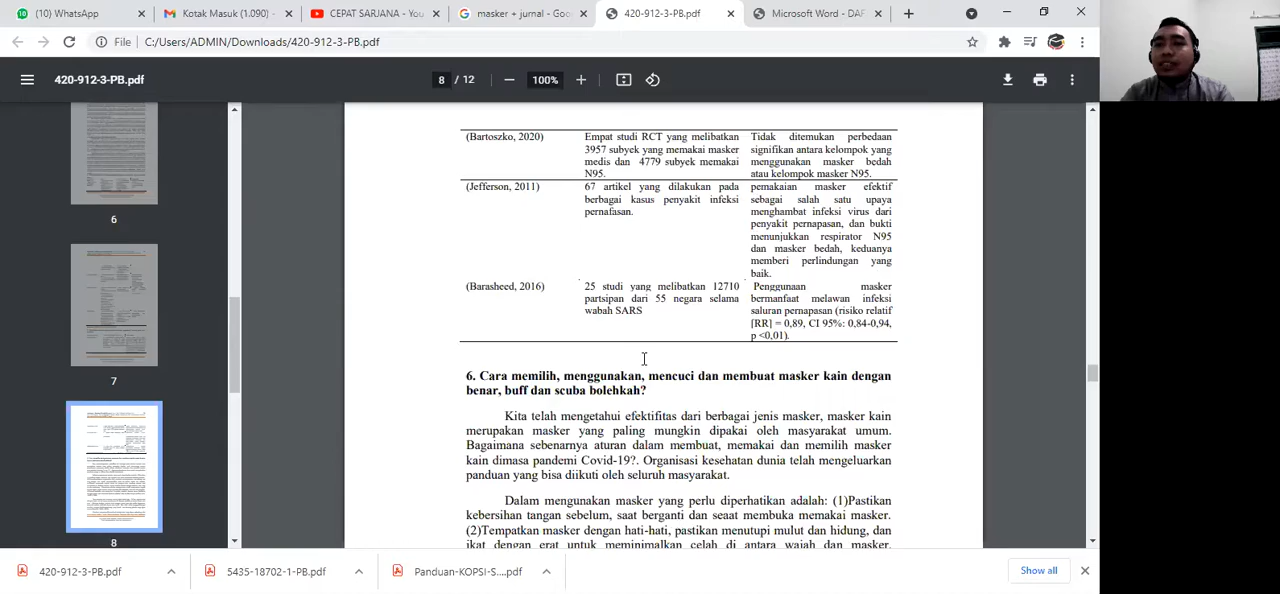 (10) WhatsApp
Kotak Masuk (1.090) -
CEPAT SARJANA - You
masker + jurnal - Goo
420-912-3-PB.pdf
Microsoft Word - DAF
File
C:/Users/ADMIN/Downloads/420-912-3-PB.pdf
420-912-3-PB.pdf
8 / 12
100%
6
7
8
(Bartoszko, 2020)
Empat studi RCT yang melibatkan
3957 subyek yang memakai masker
medis dan 4779 subyek memakai
N95.
Tidak ditemukan perbedaan
signifikan antara kelompok yang
menggunakan masker bedah
atau kelompok masker N95.
(Jefferson, 2011)
67 artikel yang dilakukan pada
berbagai kasus penyakit infeksi
pernafasan.
pemakaian masker efektif
sebagai salah satu upaya
menghambat infeksi virus dari
penyakit pernapasan, dan bukti
menunjukkan respirator N95
dan masker bedah, keduanya
memberi perlindungan yang
baik.
(Barasheed, 2016)
25 studi yang melibatkan 12710
partsipan dari 55 negara selama
wabah SARS
Penggunaan masker
bermanfaat melawan infeksi
saluran pernapasan (risiko relatif
[RR] = 0,89, CI 95%: 0,84-0,94,
p <0,01).
6. Cara memilih, menggunakan, mencuci dan membuat masker kain dengan
benar, buff dan scuba bolehkah?
Kita telah mengetahui efektifitas dari berbagai jenis masker, masker kain
merupakan masker yang paling mungkin dipakai oleh masyarakat umum.
Bagaimana sebenarnya aturan dalam membuat, memakai dan memilih masker
kain dimasa pandemi Covid-19?. Organisasi kesehatan dunia telah mengeluarkan
panduan yang bisa diikuti oleh seluruh masyarakat.
Dalam menggunakan masker yang perlu diperhatikan adalah: (1)Pastikan
kebersihan tangan sebelum, saat berganti dan seaat membuka memakai masker.
(2)Tempatkan masker dengan hati-hati, pastikan menutupi mulut dan hidung, dan
ikat dengan erat untuk meminimalkan celah di antara wajah dan masker.
420-912-3-PB.pdf
5435-18702-1-PB.pdf
Panduan-KOPSI-S....pdf
Show all